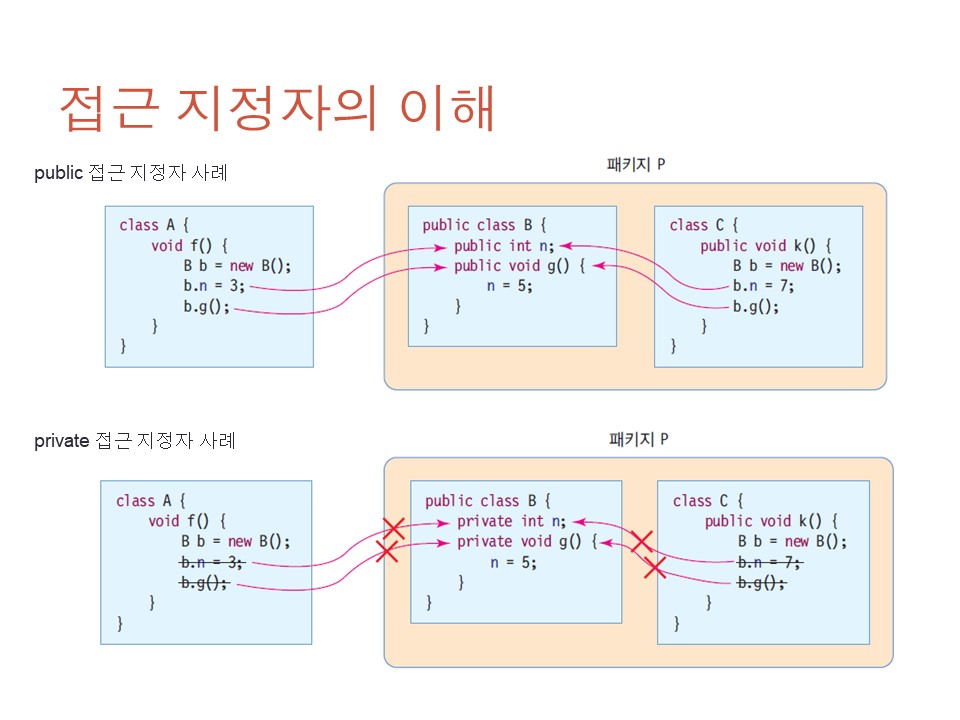 접근 지정자의 이해
public 접근 지정자 사례
패키지 P
class A {
void f() {
B b = new B();
b.n = 3;
b.g();
}
}
public class B {
public int n;
public void g() {
n = 5;
}
}
class C {
public void k() {
B b = new B();
b.n = 7;
b.g();
}
}
private 접근 지정자 사례
패키지 P
class A {
void f() {
B b = new B();
b.n = 3;
b.g();
}
}
public class B {
private int n;
private void g() {
n = 5;
}
}
class C {
public void k() {
B b = new B();
b.n = 7;
b.g();
}
}